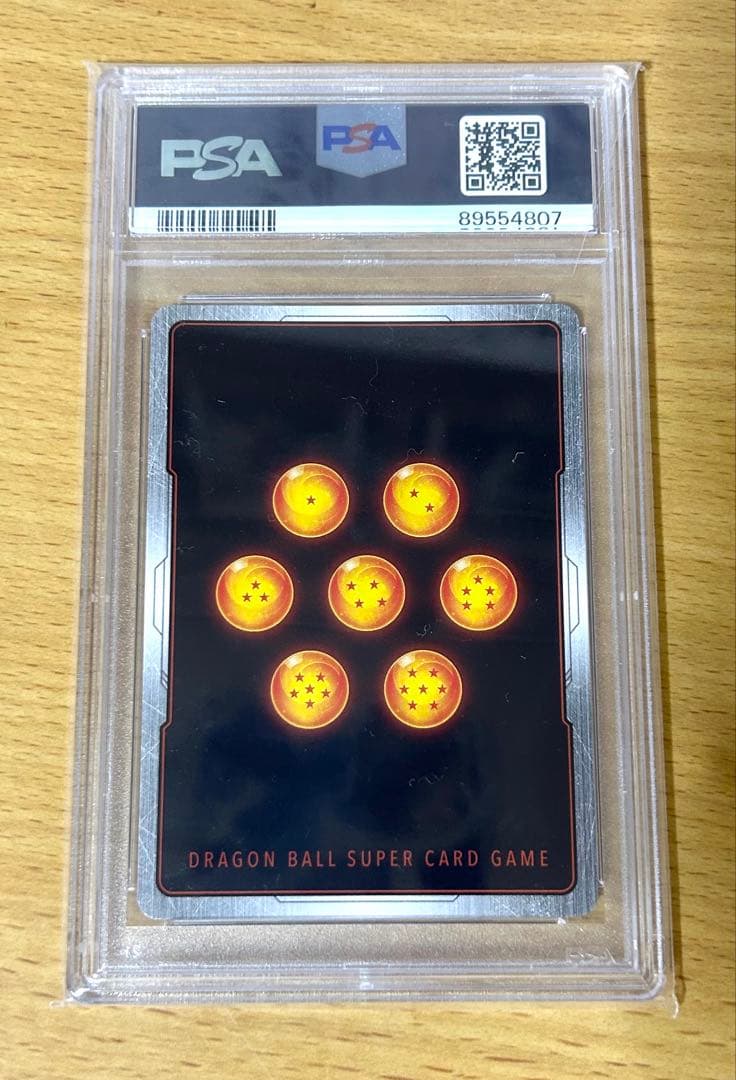 PSA
PSA
89554807
DRAGON BALL SUPER CARD GAME